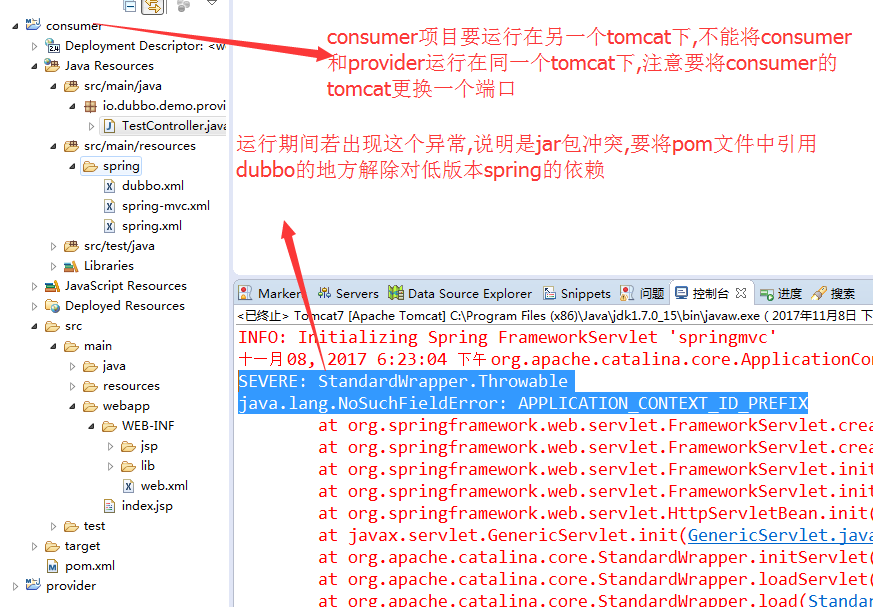 consumer
Deployment Descriptor: <w
Java Resources
src/main/java
io.dubbo.demo.provi
TestController.java
src/main/resources
spring
dubbo.xml
spring-mvc.xml
spring.xml
src/test/java
Libraries
JavaScript Resources
Deployed Resources
src
main
java
resources
webapp
WEB-INF
jsp
lib
web.xml
index.jsp
test
target
pom.xml
provider
consumer项目要运行在另一个tomcat下,不能将consumer
和provider运行在同一个tomcat下,注意要将consumer的
tomcat更换一个端口
运行期间若出现这个异常,说明是jar包冲突,要将pom文件中引用
dubbo的地方解除对低版本spring的依赖
Marker Servers Data Source Explorer Snippets 问题 控制台 进度 搜索
<已终止> Tomcat7 [Apache Tomcat] C:\Program Files (x86)\Java\jdk1.7.0_15\bin\javaw.exe ( 2017年11月8日 下
INFO: Initializing Spring FrameworkServlet 'springmvc'
十一月 08, 2017 6:23:04 下午 org.apache.catalina.core.ApplicationCon
SEVERE: StandardWrapper.Throwable
java.lang.NoSuchFieldError: APPLICATION_CONTEXT_ID_PREFIX
at org.springframework.web.servlet.FrameworkServlet.crea
at org.springframework.web.servlet.FrameworkServlet.crea
at org.springframework.web.servlet.FrameworkServlet.init
at org.springframework.web.servlet.FrameworkServlet.init
at org.springframework.web.servlet.HttpServletBean.init(
at javax.servlet.GenericServlet.init(GenericServlet.java
at org.apache.catalina.core.StandardWrapper.initServlet(
at org.apache.catalina.core.StandardWrapper.loadServlet(
at org.apache.catalina.core.StandardWrapper.load(Standar